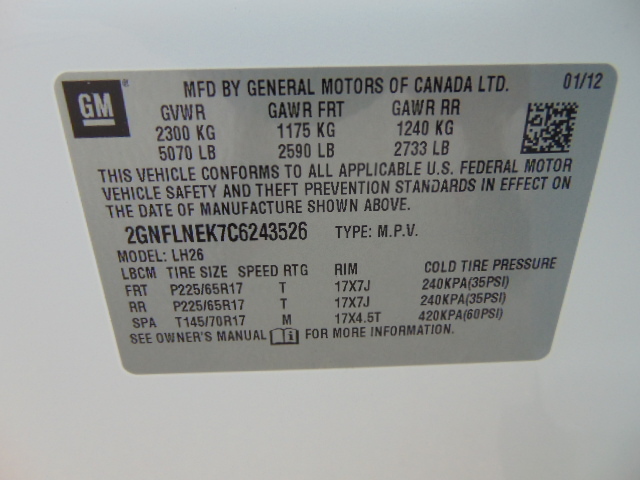 GM ® MFD BY GENERAL MOTORS OF CANADA LTD. 01/12
GVWR GAWR FRT GAWR RR
2300 KG 1175 KG 1240 KG
5070 LB 2590 LB 2733 LB
THIS VEHICLE CONFORMS TO ALL APPLICABLE U.S. FEDERAL MOTOR
VEHICLE SAFETY AND THEFT PREVENTION STANDARDS IN EFFECT ON
THE DATE OF MANUFACTURE SHOWN ABOVE.
2GNFLNEK7C6243526 TYPE: M.P.V.
MODEL: LH26
LBCM TIRE SIZE SPEED RTG RIM COLD TIRE PRESSURE
FRT P225/65R17 T 17X7J 240KPA(35PSI)
RR P225/65R17 T 17X7J 240KPA(35PSI)
SPA T145/70R17 M 17X4.5T 420KPA(60PSI)
SEE OWNER'S MANUAL FOR MORE INFORMATION.